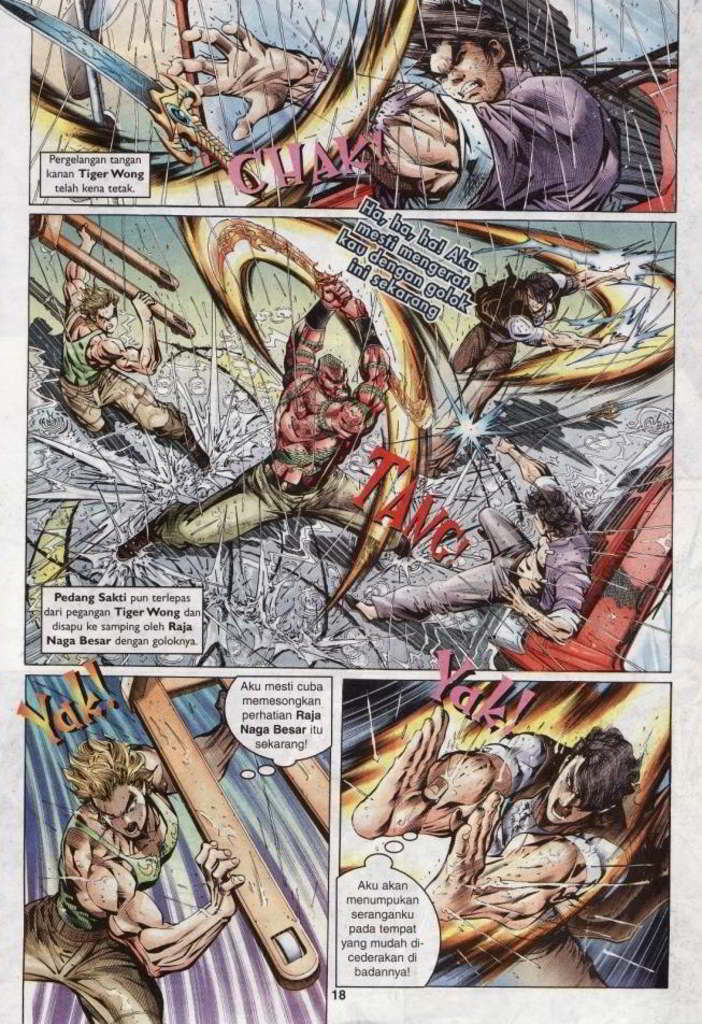 Pergelangan tangan
kanan Tiger Wong
telah kena tetak.
CHAK!
Ha, ha, ha! Aku
mesti mengerat
kau dengan golok
ini sekarang
TANG!
Pedang Sakti pun terlepas
dari pegangan Tiger Wong dan
disapu ke samping oleh Raja
Naga Besar dengan goloknya.
Yak!
Aku mesti cuba
memesongkan
perhatian Raja
Naga Besar itu
sekarang!
Yak!
Aku akan
menumpukan
seranganku
pada tempat
yang mudah di-
cederakan di
badannya!
18